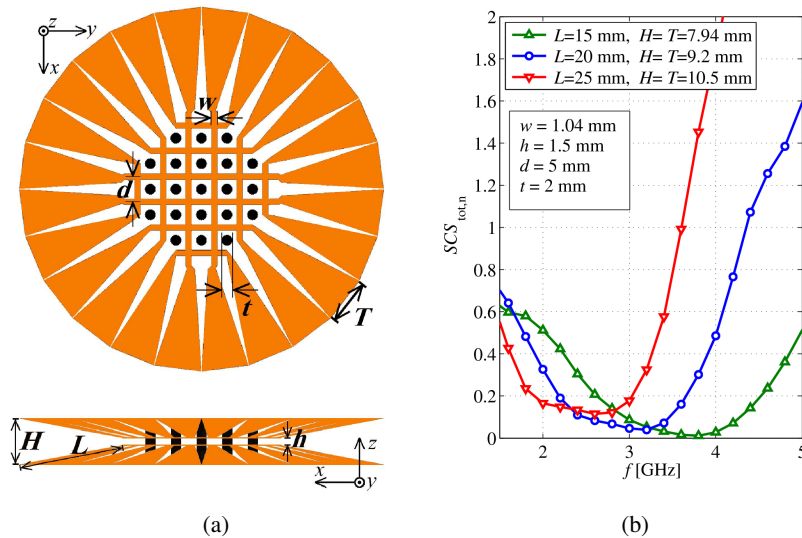 z
y
x
w
d
t
T
H
L
h
z
x
y
(a)
L=15 mm, H= T=7.94 mm
L=20 mm, H= T=9.2 mm
L=25 mm, H= T=10.5 mm
w = 1.04 mm
h = 1.5 mm
d = 5 mm
t = 2 mm
2
1.8
1.6
1.4
1.2
1
0.8
0.6
0.4
0.2
0
SCS tot,n
2 3 4 5
f [GHz]
(b)